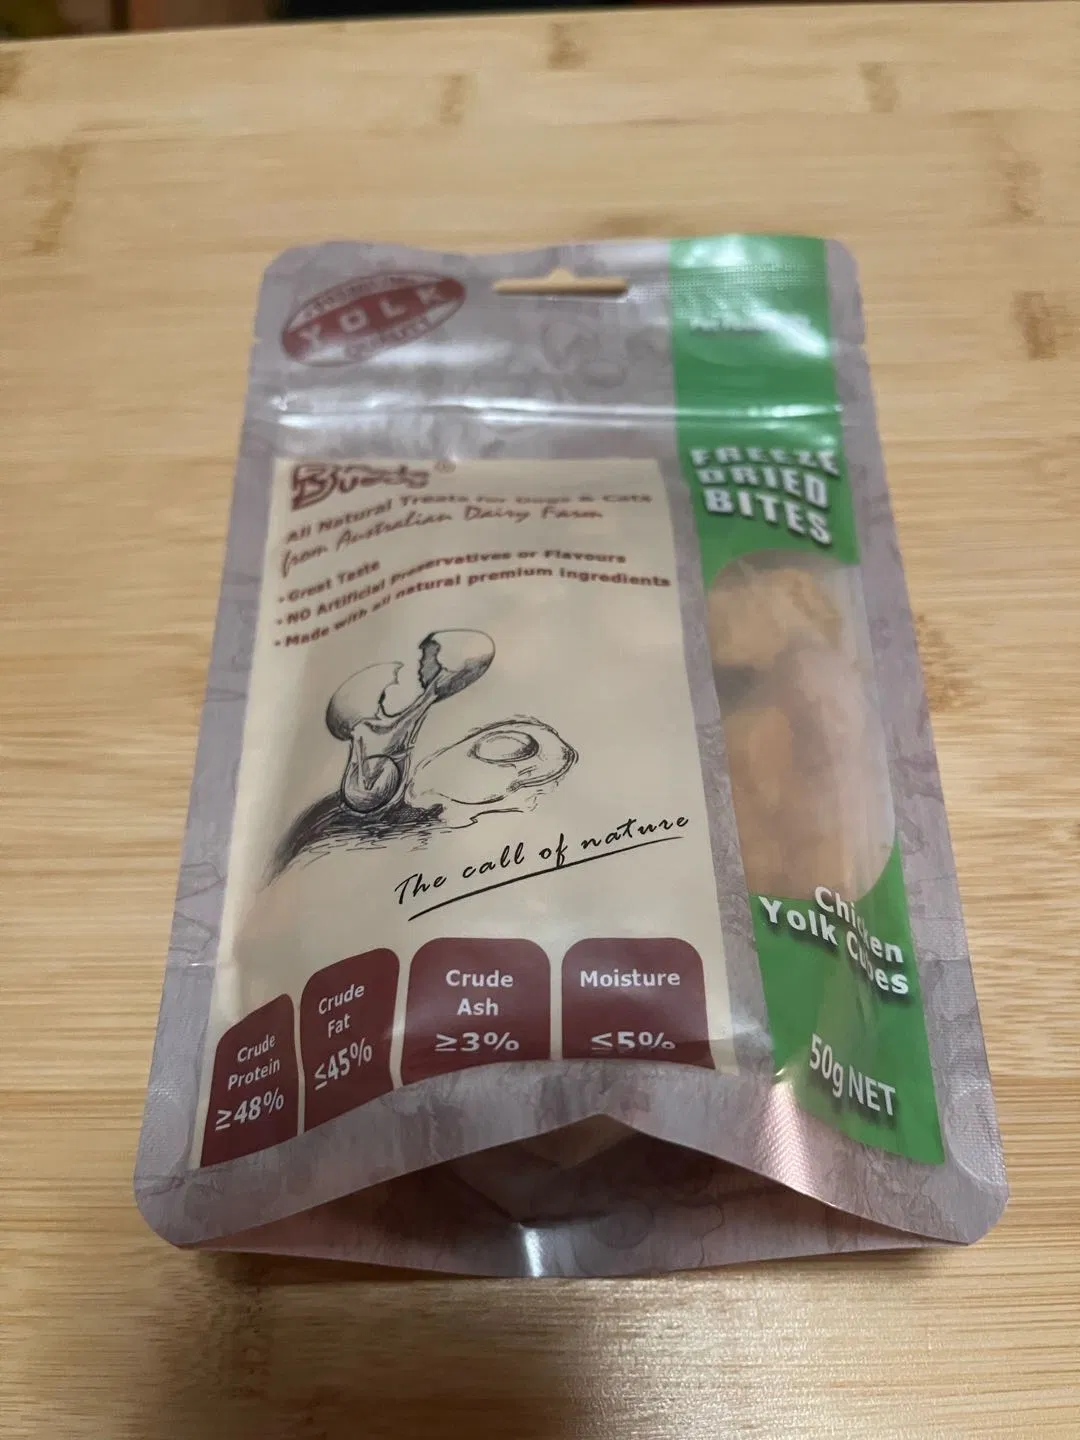 PREMIUM
YOLK
All Natural Treats for Dogs & Cats
from Australian Dairy Farm
• Great Taste
• NO Artificial Preservatives or Flavours
• Made with all natural premium ingredients
The call of nature
Crude
Protein
≥48%
Crude
Fat
≤45%
Crude
Ash
≥3%
Moisture
≤5%
FREEZE
DRIED
BITES
Chicken
Yolk Cubes
50g NET